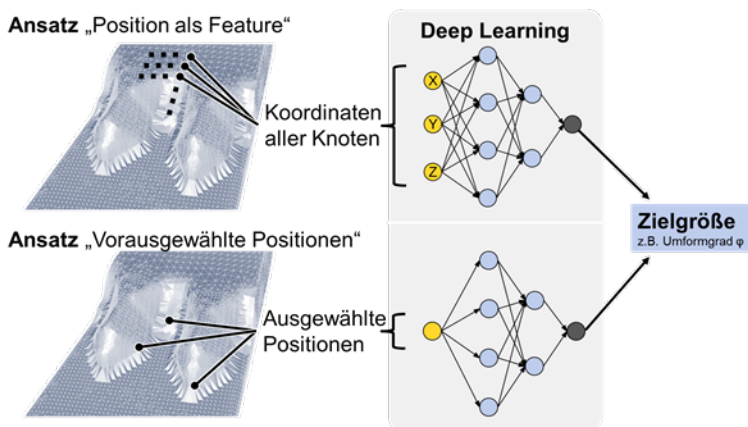 Ansatz „Position als Feature“
Deep Learning
X
Y
Z
Koordinaten
aller Knoten
Zielgröße
z.B. Umformgrad φ
Ansatz „Vorausgewählte Positionen“
Ausgewählte
Positionen